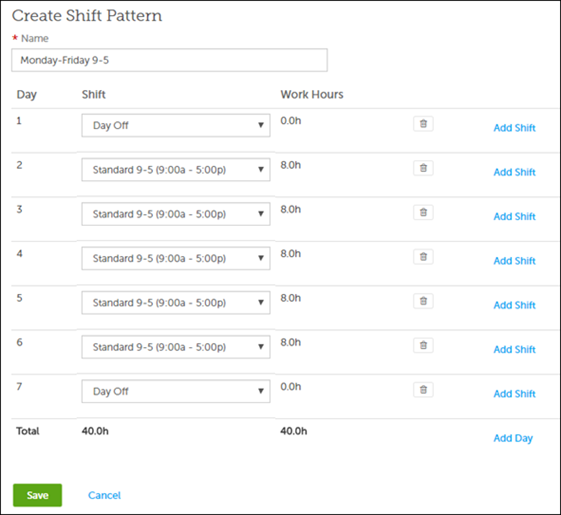 Create Shift Pattern
* Name
Monday-Friday 9-5
Day Shift Work Hours
1 Day Off 0.0h Add Shift
2 Standard 9-5 (9:00a - 5:00p) 8.0h Add Shift
3 Standard 9-5 (9:00a - 5:00p) 8.0h Add Shift
4 Standard 9-5 (9:00a - 5:00p) 8.0h Add Shift
5 Standard 9-5 (9:00a - 5:00p) 8.0h Add Shift
6 Standard 9-5 (9:00a - 5:00p) 8.0h Add Shift
7 Day Off 0.0h Add Shift
Total 40.0h 40.0h Add Day
Save Cancel